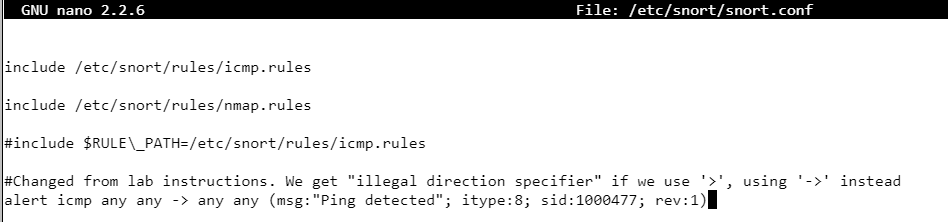 GNU nano 2.2.6 File: /etc/snort/snort.conf
include /etc/snort/rules/icmp.rules
include /etc/snort/rules/nmap.rules
#include $RULE\_PATH=/etc/snort/rules/icmp.rules
#Changed from lab instructions. We get "illegal direction specifier" if we use '>', using '->' instead
alert icmp any any -> any any (msg:"Ping detected"; itype:8; sid:1000477; rev:1)